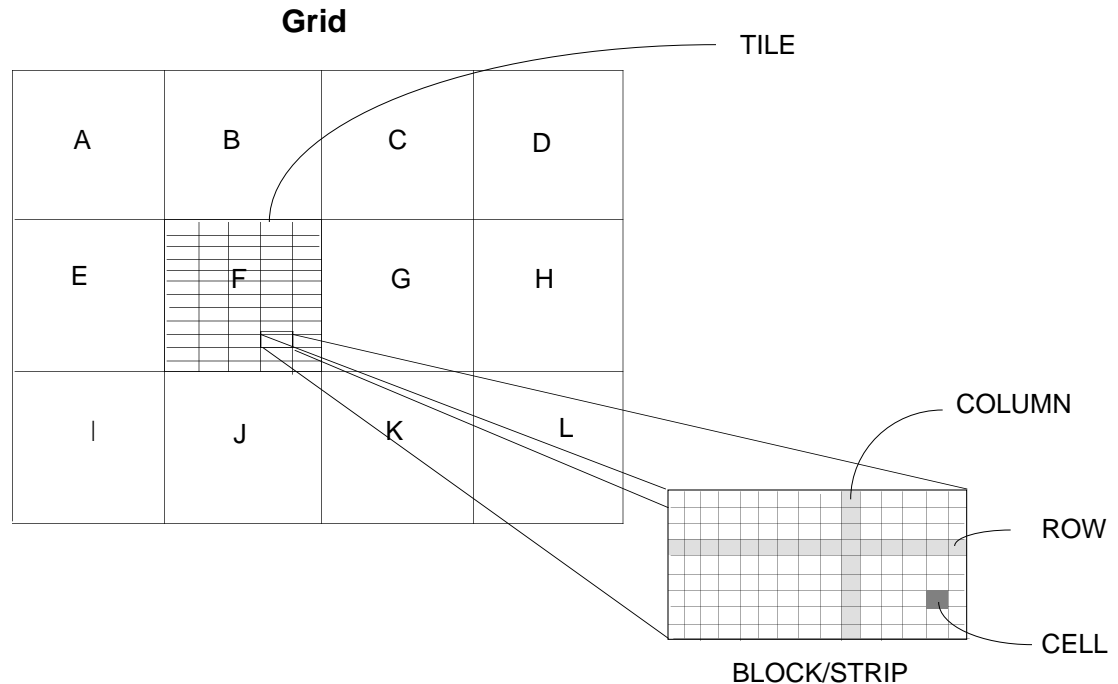 Grid
TILE
A B C D
E F G H
COLUMN
I J K L
ROW
CELL
BLOCK/STRIP